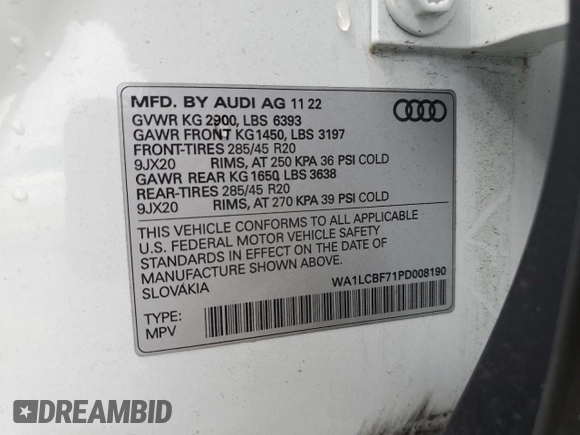 MFD. BY AUDI AG 11 22
GVWR KG 2900, LBS 6393
GAWR FRONT KG1450, LBS 3197
FRONT-TIRES 285/45 R20
9JX20 RIMS, AT 250 KPA 36 PSI COLD
GAWR REAR KG 1650, LBS 3638
REAR-TIRES 285/45 R20
9JX20 RIMS, AT 270 KPA 39 PSI COLD
THIS VEHICLE CONFORMS TO ALL APPLICABLE
U.S. FEDERAL MOTOR VEHICLE SAFETY
STANDARDS IN EFFECT ON THE DATE OF
MANUFACTURE SHOWN ABOVE.
SLOVÁKIA
WA1LCBF71PD008190
TYPE:
MPV
DREAMBID